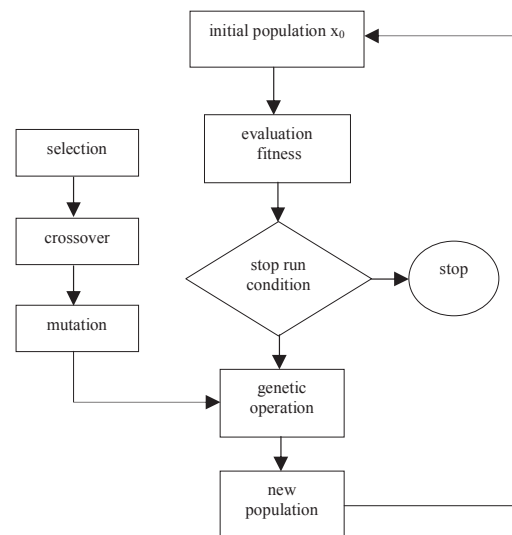 initial population x₀
evaluation
fitness
selection
crossover
mutation
stop run
condition
stop
genetic
operation
new
population